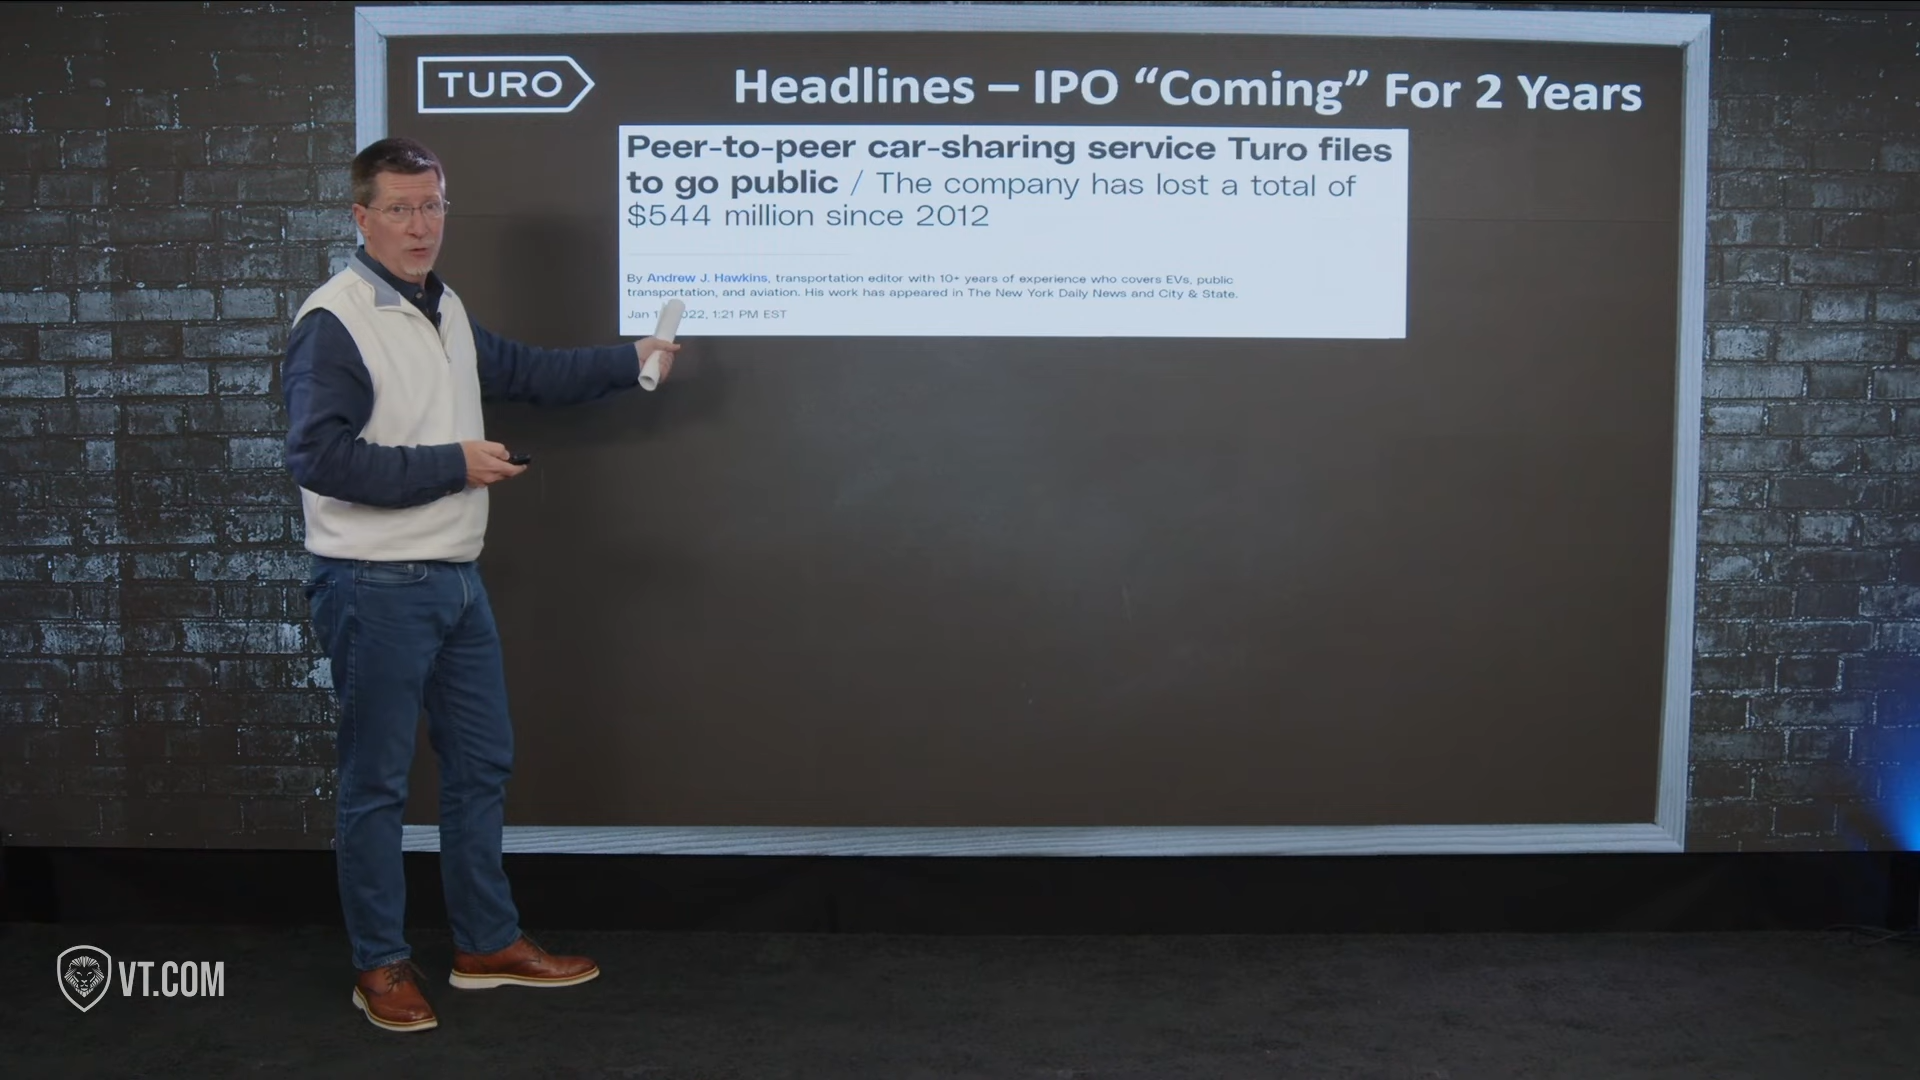 TURO
Headlines – IPO “Coming” For 2 Years
Peer-to-peer car-sharing service Turo files
to go public / The company has lost a total of
$544 million since 2012
By Andrew J. Hawkins, transportation editor with 10+ years of experience who covers EVs, public
transportation, and aviation. His work has appeared in The New York Daily News and City & State.
Jan 1:21 PM EST
VT.COM